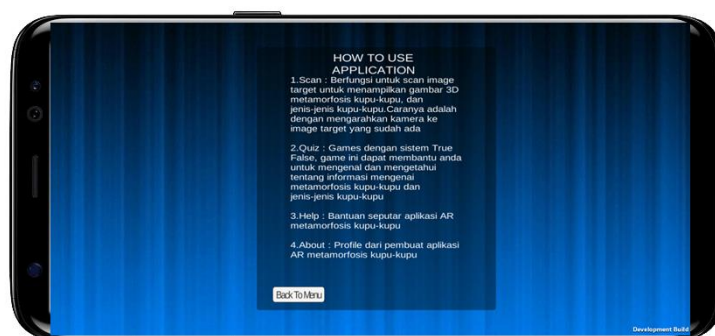 HOW TO USE
APPLICATION
1.Scan : Berfungsi untuk scan image
target untuk menampilkan gambar 3D
metamorfosis kupu-kupu, dan
jenis-jenis kupu-kupu.Caranya adalah
dengan mengarahkan kamera ke
image target yang sudah ada
2.Quiz : Games dengan sistem True
False, game ini dapat membantu anda
untuk mengenal dan mengetahui
tentang informasi mengenai
metamorfosis kupu-kupu dan
jenis-jenis kupu-kupu
3.Help : Bantuan seputar aplikasi AR
metamorfosis kupu-kupu
4.About : Profile dari pembuat aplikasi
AR metamorfosis kupu-kupu
Back To Menu
Development Build